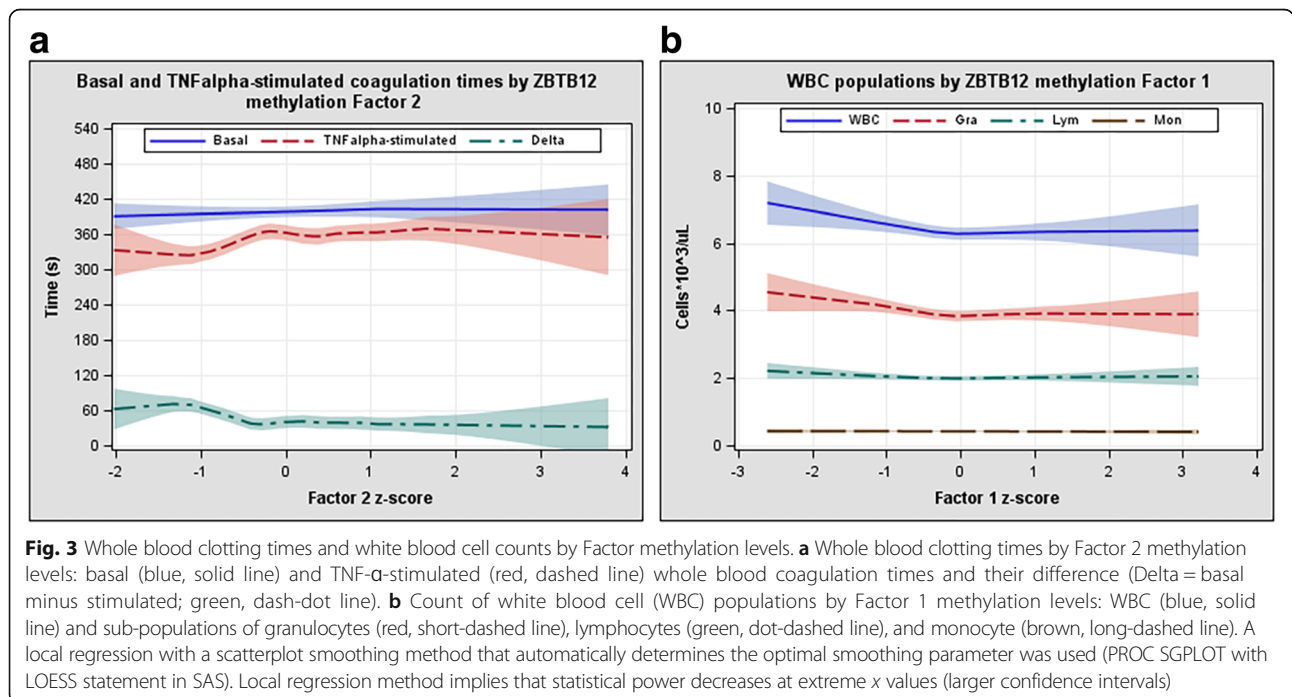 a
Basal and TNFalpha-stimulated coagulation times by ZBTB12
methylation Factor 2
Basal TNFalpha-stimulated Delta
Time (s)
540
480
420
360
300
240
180
120
60
0
-2 -1 0 1 2 3 4
Factor 2 z-score
b
WBC populations by ZBTB12 methylation Factor 1
WBC Gra Lym Mon
Cells*10^3/uL
10
8
6
4
2
0
-3 -2 -1 0 1 2 3 4
Factor 1 z-score
Fig. 3 Whole blood clotting times and white blood cell counts by Factor methylation levels. a Whole blood clotting times by Factor 2 methylation
levels: basal (blue, solid line) and TNF-α-stimulated (red, dashed line) whole blood coagulation times and their difference (Delta = basal
minus stimulated; green, dash-dot line). b Count of white blood cell (WBC) populations by Factor 1 methylation levels: WBC (blue, solid
line) and sub-populations of granulocytes (red, short-dashed line), lymphocytes (green, dot-dashed line), and monocyte (brown, long-dashed line). A
local regression with a scatterplot smoothing method that automatically determines the optimal smoothing parameter was used (PROC SGPLOT with
LOESS statement in SAS). Local regression method implies that statistical power decreases at extreme x values (larger confidence intervals)